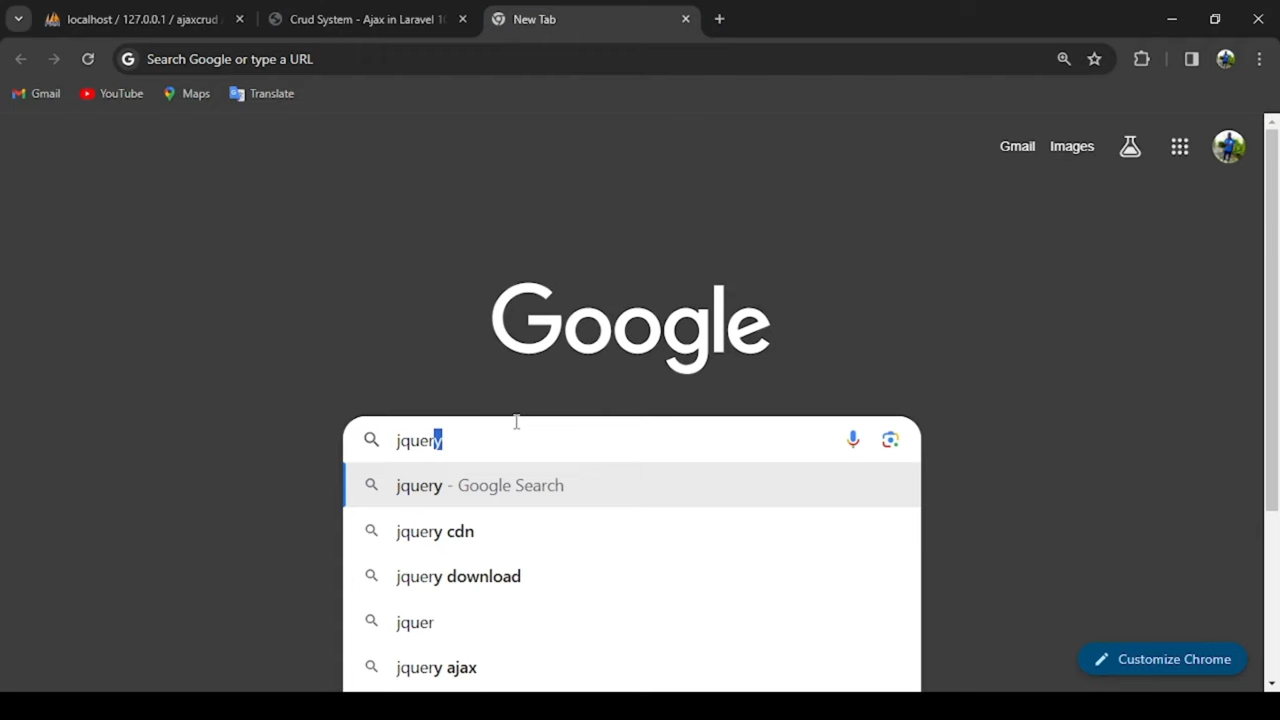 localhost / 127.0.0.1 / ajaxcrud
Crud System - Ajax in Laravel 10
New Tab
Search Google or type a URL
Gmail
YouTube
Maps
Translate
Gmail
Images
Google
jquery
jquery - Google Search
jquery cdn
jquery download
jquer
jquery ajax
Customize Chrome